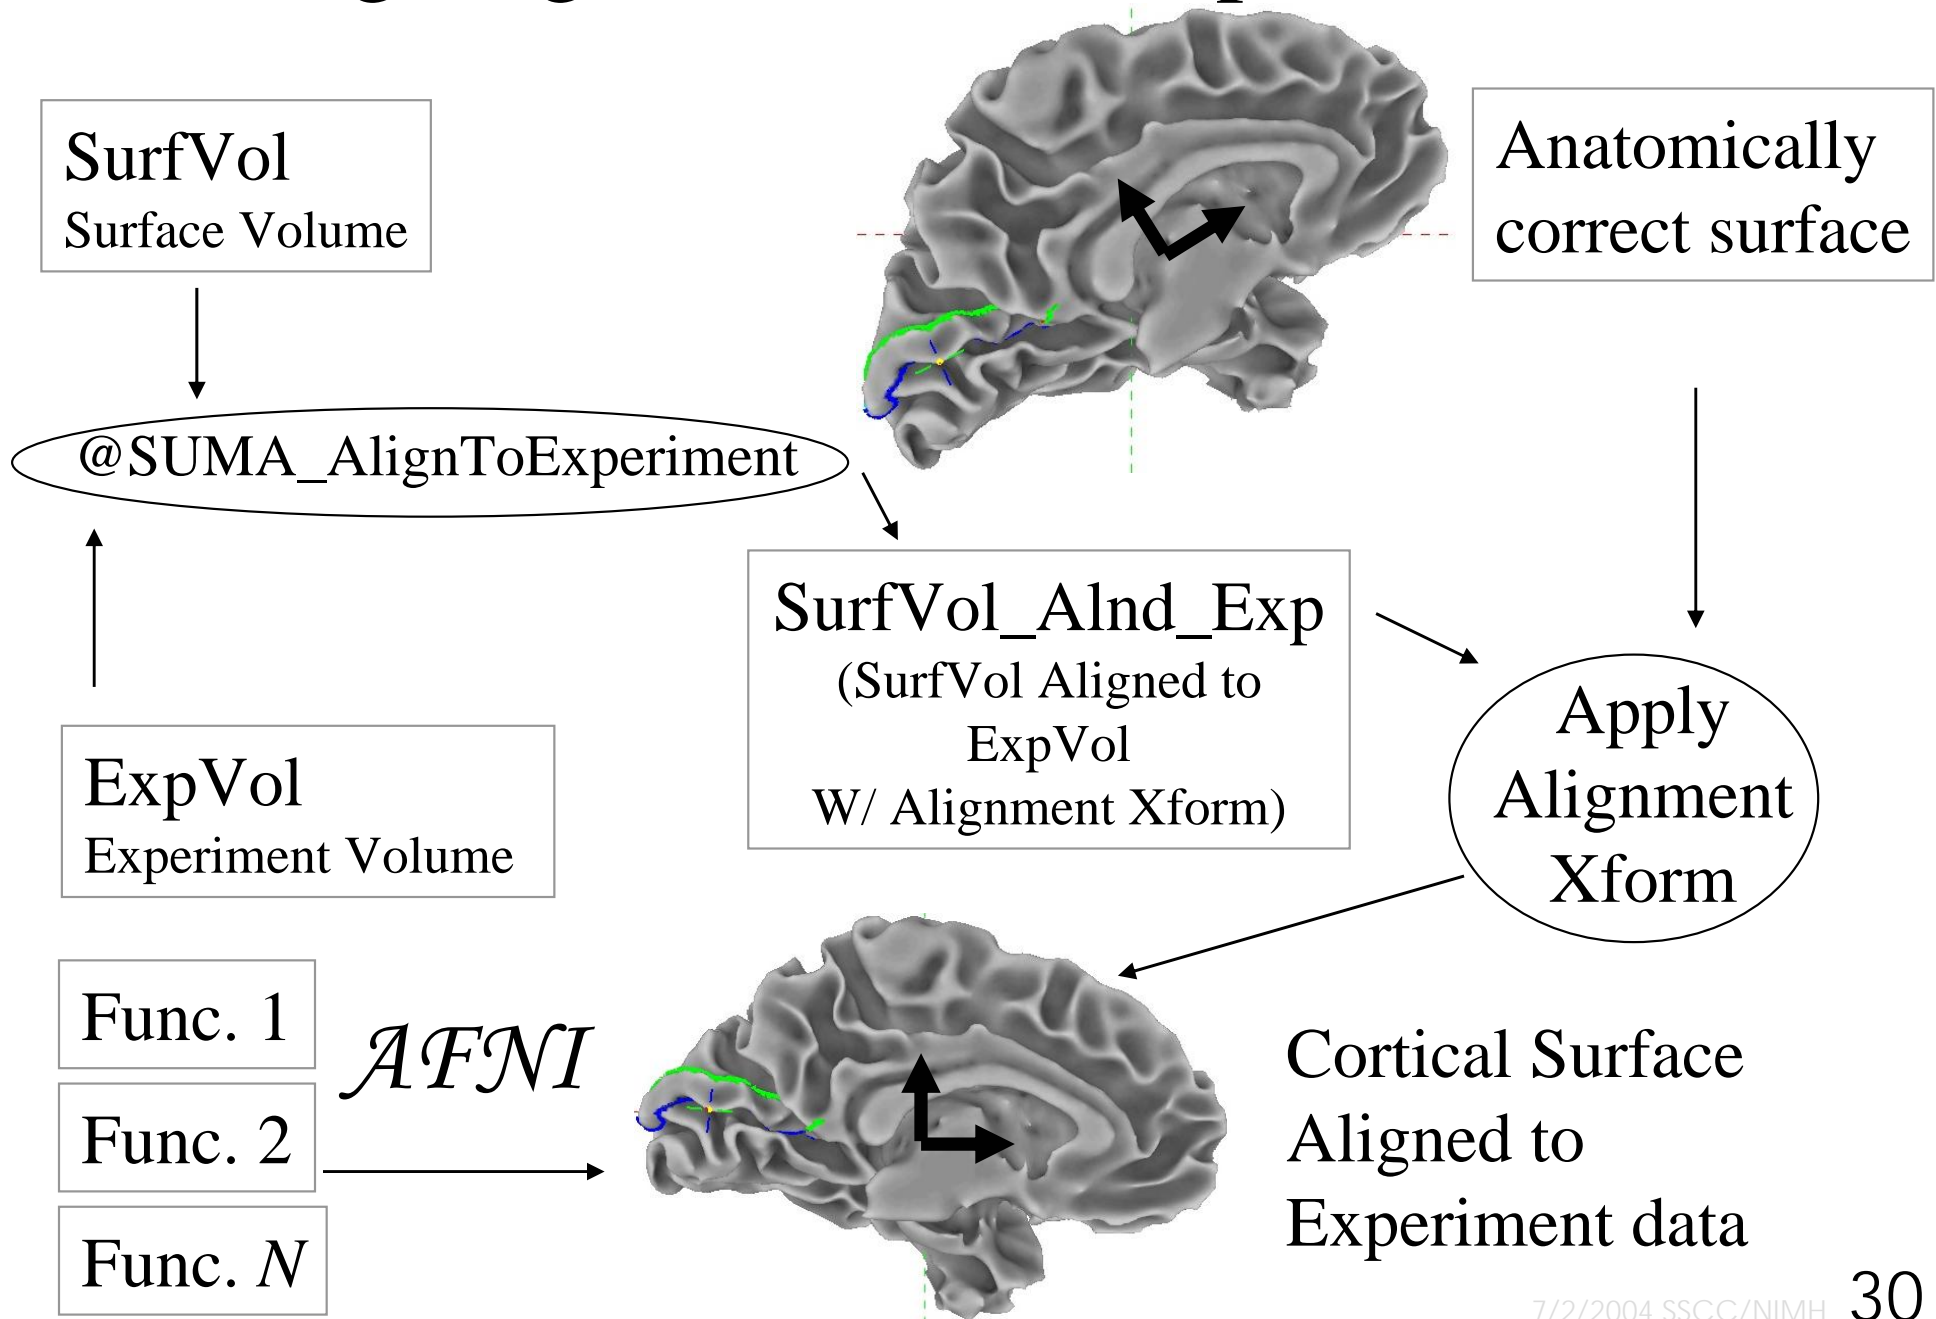 SurfVol
Surface Volume
Anatomically
correct surface
@SUMA_AlignToExperiment
SurfVol_Alnd_Exp
(SurfVol Aligned to
ExpVol
W/ Alignment Xform)
Apply
Alignment
Xform
ExpVol
Experiment Volume
Func. 1
Func. 2
Func. N
AFNI
Cortical Surface
Aligned to
Experiment data
7/2/2004 SSCC/NIMH
30